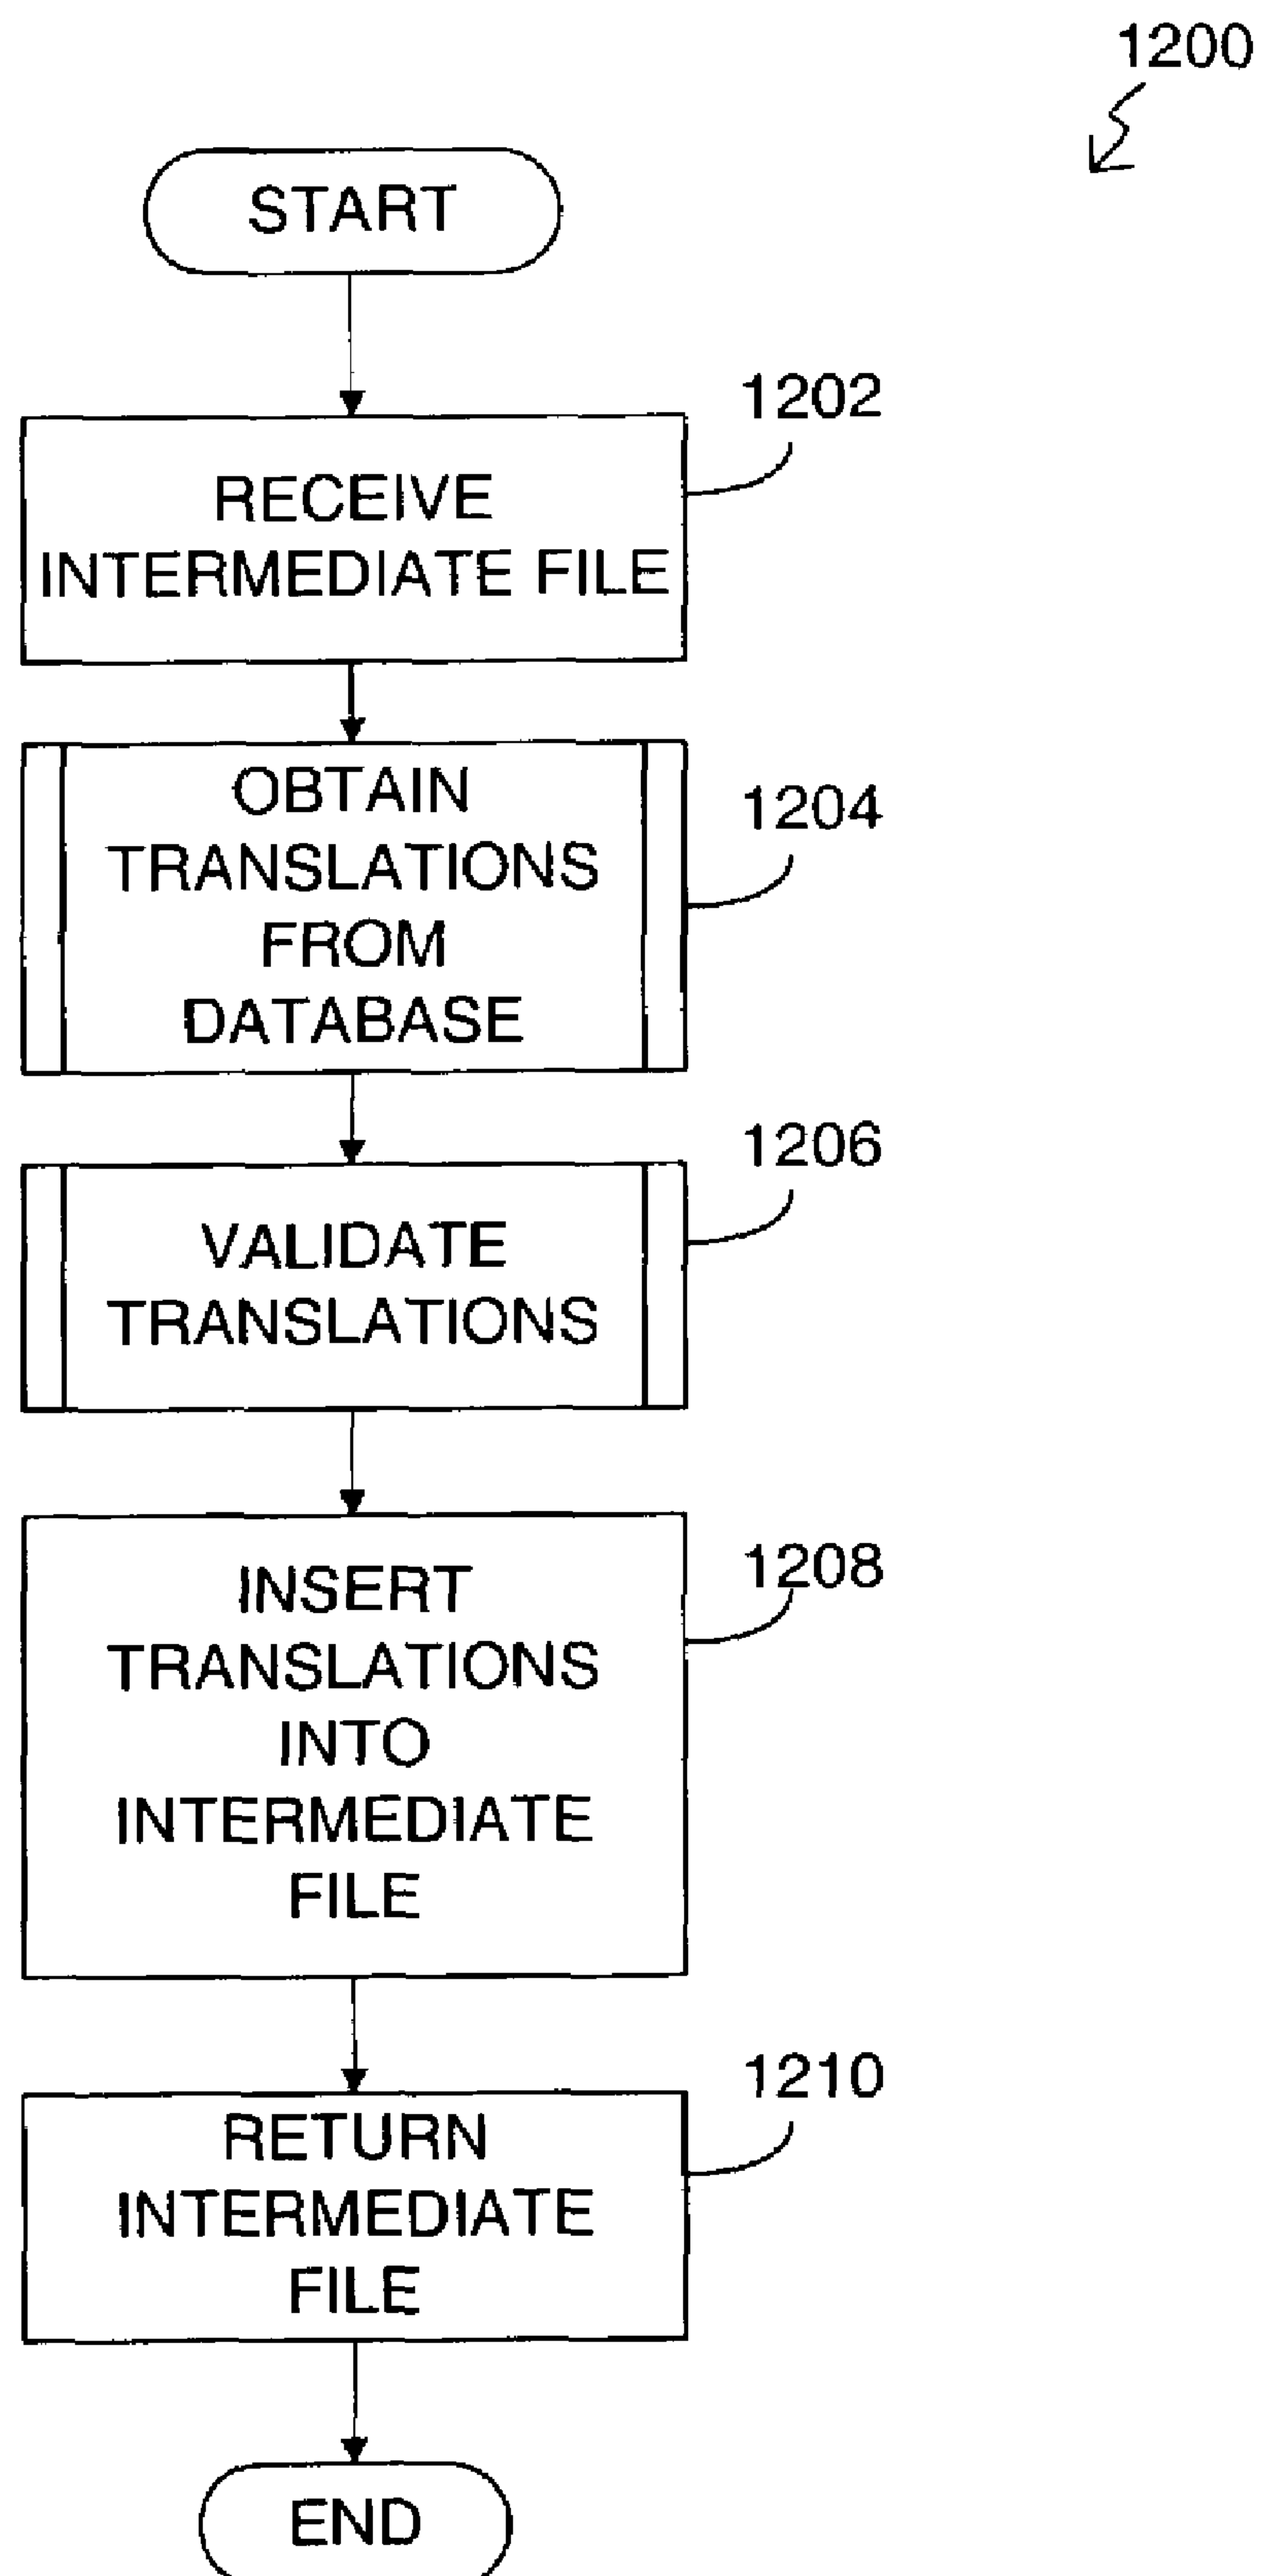 1200
START
1202
RECEIVE
INTERMEDIATE FILE
1204
OBTAIN
TRANSLATIONS
FROM
DATABASE
1206
VALIDATE
TRANSLATIONS
1208
INSERT
TRANSLATIONS
INTO
INTERMEDIATE
FILE
1210
RETURN
INTERMEDIATE
FILE
END